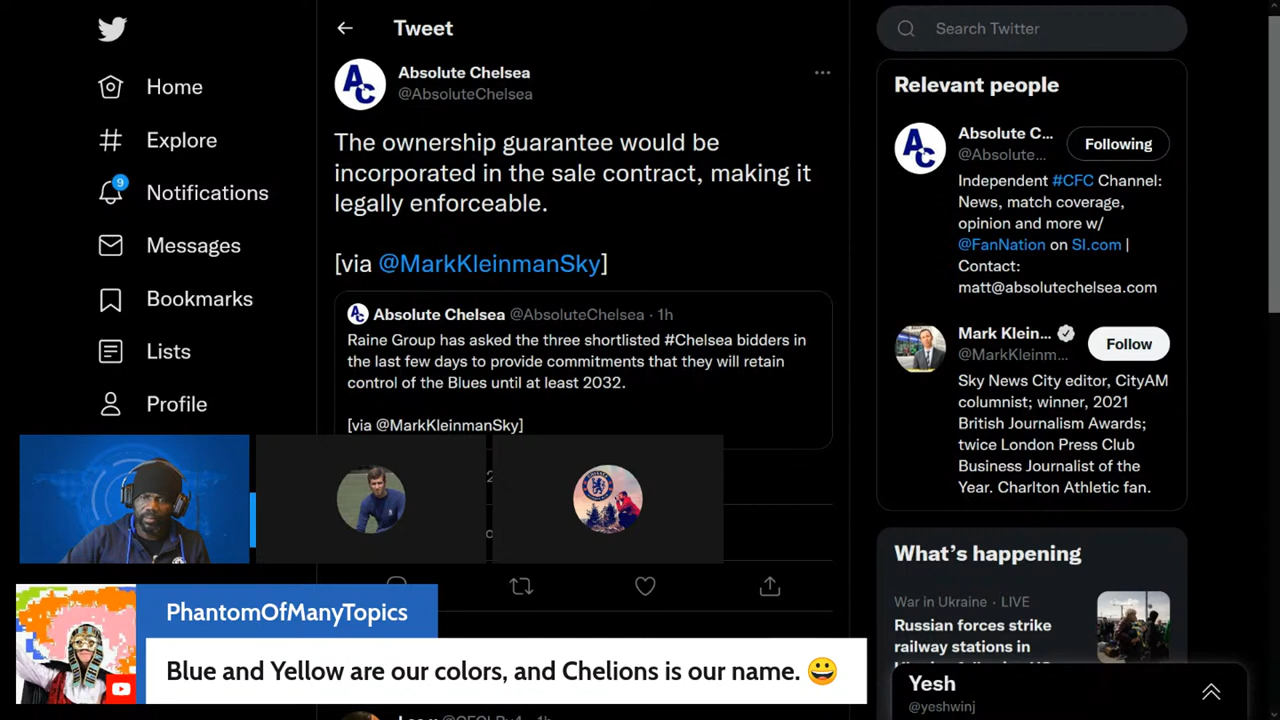 Home
Explore
9
Notifications
Messages
Bookmarks
Lists
Profile
Tweet
AC
Absolute Chelsea
@AbsoluteChelsea
The ownership guarantee would be
incorporated in the sale contract, making it
legally enforceable.
[via @MarkKleinmanSky]
AC
Absolute Chelsea @AbsoluteChelsea · 1h
Raine Group has asked the three shortlisted #Chelsea bidders in
the last few days to provide commitments that they will retain
control of the Blues until at least 2032.
[via @MarkKleinmanSky]
Search Twitter
Relevant people
AC
Absolute C...
@Absolute...
Following
Independent #CFC Channel:
News, match coverage,
opinion and more w/
@FanNation on SI.com |
Contact:
matt@absolutechelsea.com
Mark Klein...
@MarkKleinm...
Follow
Sky News City editor, CityAM
columnist; winner, 2021
British Journalism Awards;
twice London Press Club
Business Journalist of the
Year. Charlton Athletic fan.
What's happening
War in Ukraine · LIVE
Russian forces strike
railway stations in
Yesh
@yeshwinj
PhantomOfManyTopics
Blue and Yellow are our colors, and Chelions is our name. 😀